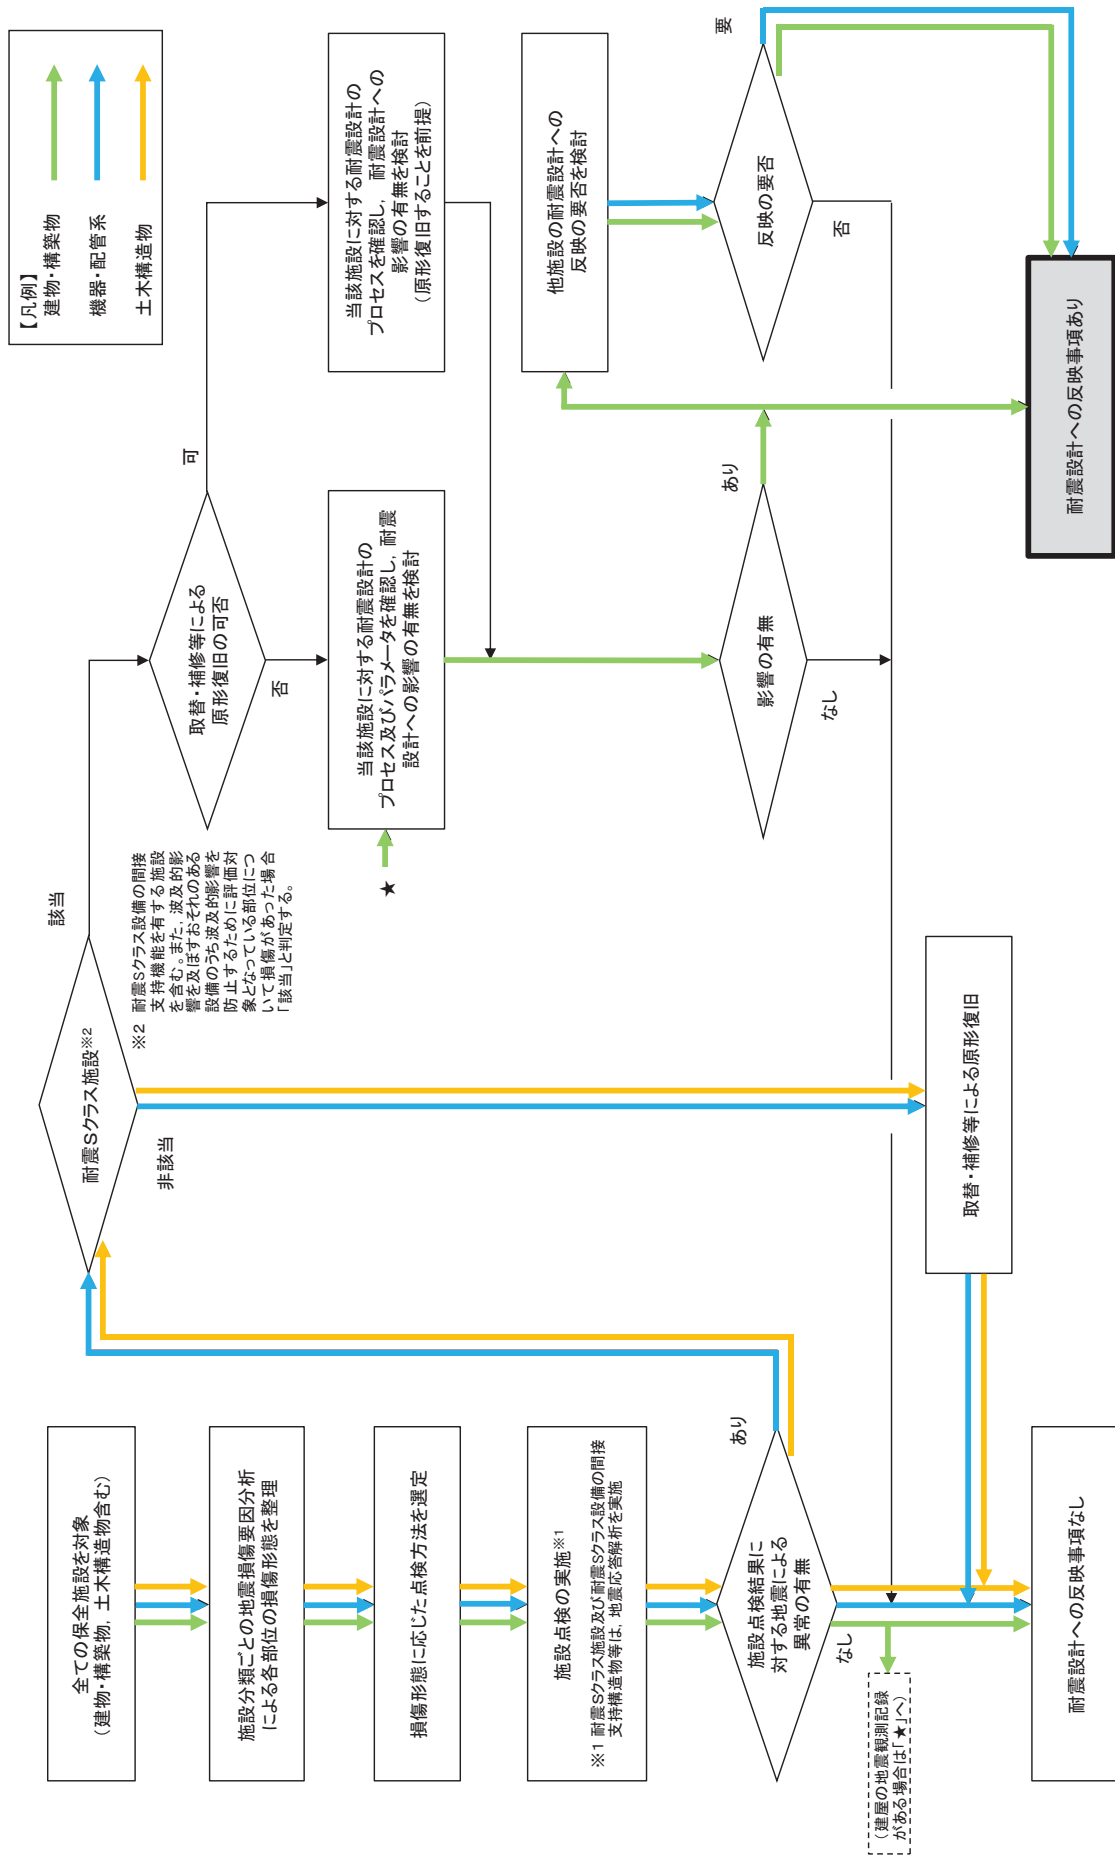 【凡例】
建物・構築物
機器・配管系
土木構造物
全ての保全施設を対象
（建物・構築物，土木構造物含む）
施設分類ごとの地震損傷要因分析
による各部位の損傷形態を整理
損傷形態に応じた点検方法を選定
施設点検の実施※1
※1 耐震Sクラス施設及び耐震Sクラス設備の間接
支持構造物等は，地震応答解析を実施
施設点検結果に
対する地震による
異常の有無
あり
なし
（建屋の地震観測記録
がある場合は「★」へ）
耐震設計への反映事項なし
耐震Sクラス施設※2
該当
非該当
※2 耐震Sクラス設備の間接
支持機能を有する施設
を含む。また，波及的影
響を及ぼすおそれのある
設備のうち波及的影響を
防止するために評価対
象となっている部位につ
いて損傷があった場合
「該当」と判定する。
取替・補修等による原形復旧
取替・補修等による
原形復旧の可否
可
否
★
当該施設に対する耐震設計の
プロセス及びパラメータを確認し，耐震
設計への影響の有無を検討
当該施設に対する耐震設計の
プロセスを確認し，耐震設計への
影響の有無を検討
（原形復旧することを前提）
影響の有無
あり
なし
他施設の耐震設計への
反映の要否を検討
反映の要否
要
否
耐震設計への反映事項あり